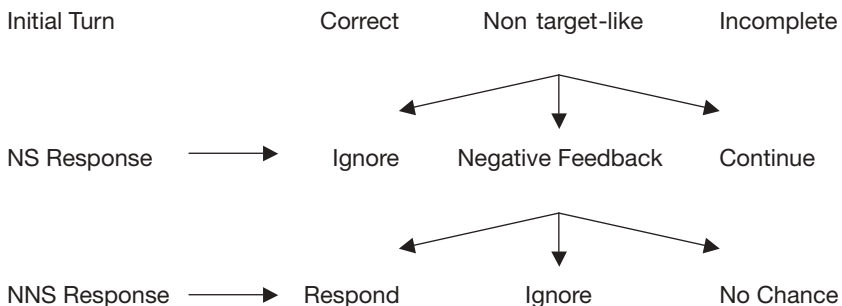 Initial Turn Correct Non target-like Incomplete
NS Response Ignore Negative Feedback Continue
NNS Response Respond Ignore No Chance